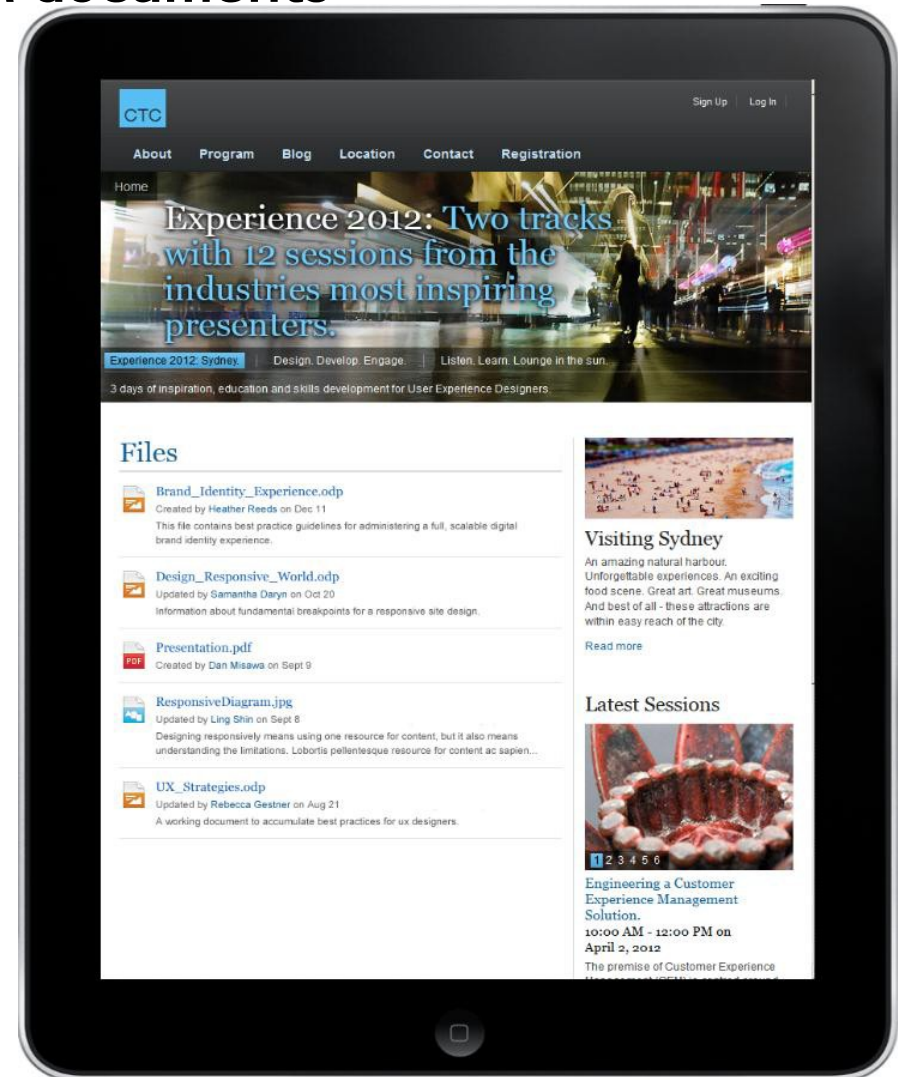 documents
CTC
Sign Up
Log In
About
Program
Blog
Location
Contact
Registration
Home
Experience 2012: Two tracks
with 12 sessions from the
industries most inspiring
presenters.
Experience 2012: Sydney.
Design. Develop. Engage.
Listen. Learn. Lounge in the sun.
3 days of inspiration, education and skills development for User Experience Designers.
Files
Brand_Identity_Experience.odp
Created by Heather Reeds on Dec 11
This file contains best practice guidelines for administering a full, scalable digital
brand identity experience.
Design_Responsive_World.odp
Updated by Samantha Daryn on Oct 20
Information about fundamental breakpoints for a responsive site design.
PDF
Presentation.pdf
Created by Dan Misawa on Sept 9
ResponsiveDiagram.jpg
Updated by Ling Shin on Sept 8
Designing responsively means using one resource for content, but it also means
understanding the limitations. Lobortis pellentesque resource for content ac sapien...
UX_Strategies.odp
Updated by Rebecca Gestner on Aug 21
A working document to accumulate best practices for ux designers.
Visiting Sydney
An amazing natural harbour.
Unforgettable experiences. An exciting
food scene. Great art. Great museums.
And best of all - these attractions are
within easy reach of the city.
Read more
Latest Sessions
1 2 3 4 5 6
Engineering a Customer
Experience Management
Solution.
10:00 AM - 12:00 PM on
April 2, 2012
The premise of Customer Experience